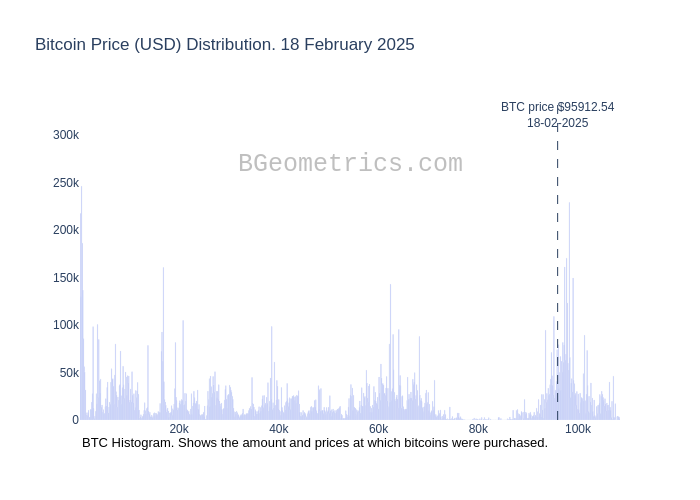 Bitcoin Price (USD) Distribution. 18 February 2025
BTC price $95912.54
18-02-2025
BGeometrics.com
300k
250k
200k
150k
100k
50k
0
20k
40k
60k
80k
100k
BTC Histogram. Shows the amount and prices at which bitcoins were purchased.